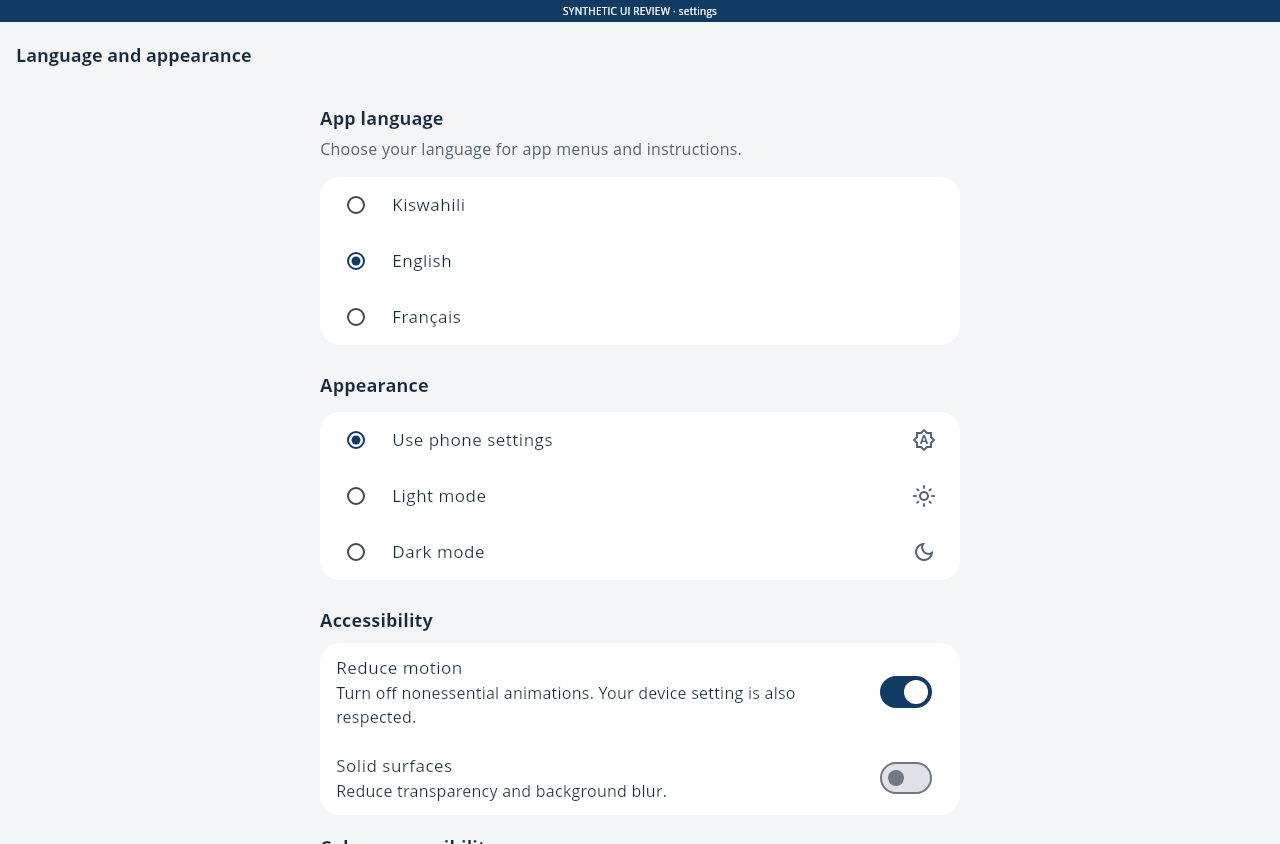 SYNTHETIC UI REVIEW · settings
Language and appearance
App language
Choose your language for app menus and instructions.
Kiswahili
English
Français
Appearance
Use phone settings
A
Light mode
Dark mode
Accessibility
Reduce motion
Turn off nonessential animations. Your device setting is also
respected.
Solid surfaces
Reduce transparency and background blur.